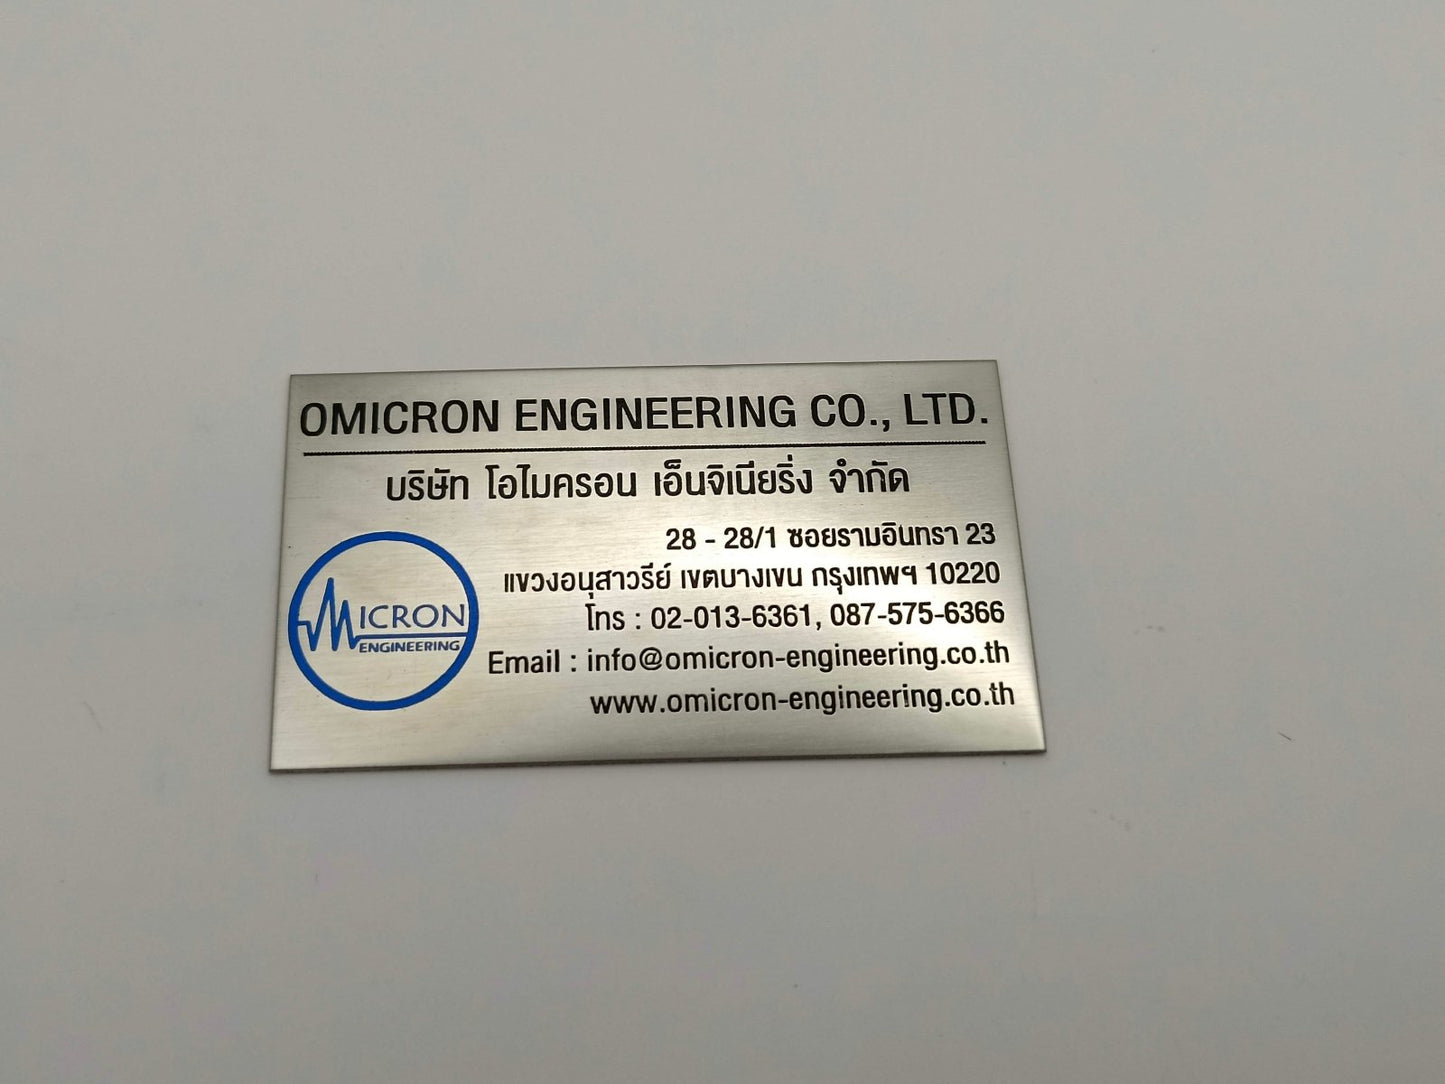 OMICRON ENGINEERING CO., LTD.
บริษัท โอไมครอน เอ็นจิเนียริ่ง จำกัด
28 - 28/1 ซอยรามอินทรา 23
แขวงอนุสาวรีย์ เขตบางเขน กรุงเทพฯ 10220
โทร : 02-013-6361, 087-575-6366
Email : info@omicron-engineering.co.th
www.omicron-engineering.co.th
MICRON
ENGINEERING